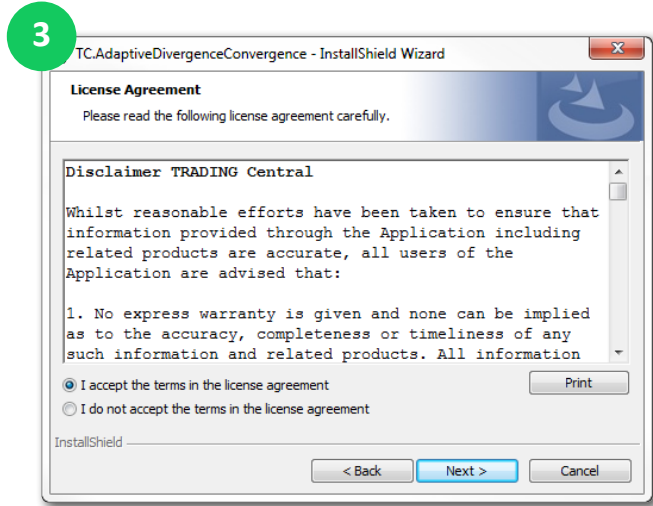 3
TC.AdaptiveDivergenceConvergence - InstallShield Wizard
License Agreement
Please read the following license agreement carefully.
Disclaimer TRADING Central
Whilst reasonable efforts have been taken to ensure that
information provided through the Application including
related products are accurate, all users of the
Application are advised that:
1. No express warranty is given and none can be implied
as to the accuracy, completeness or timeliness of any
such information and related products. All information
I accept the terms in the license agreement
Print
I do not accept the terms in the license agreement
InstallShield
< Back
Next >
Cancel